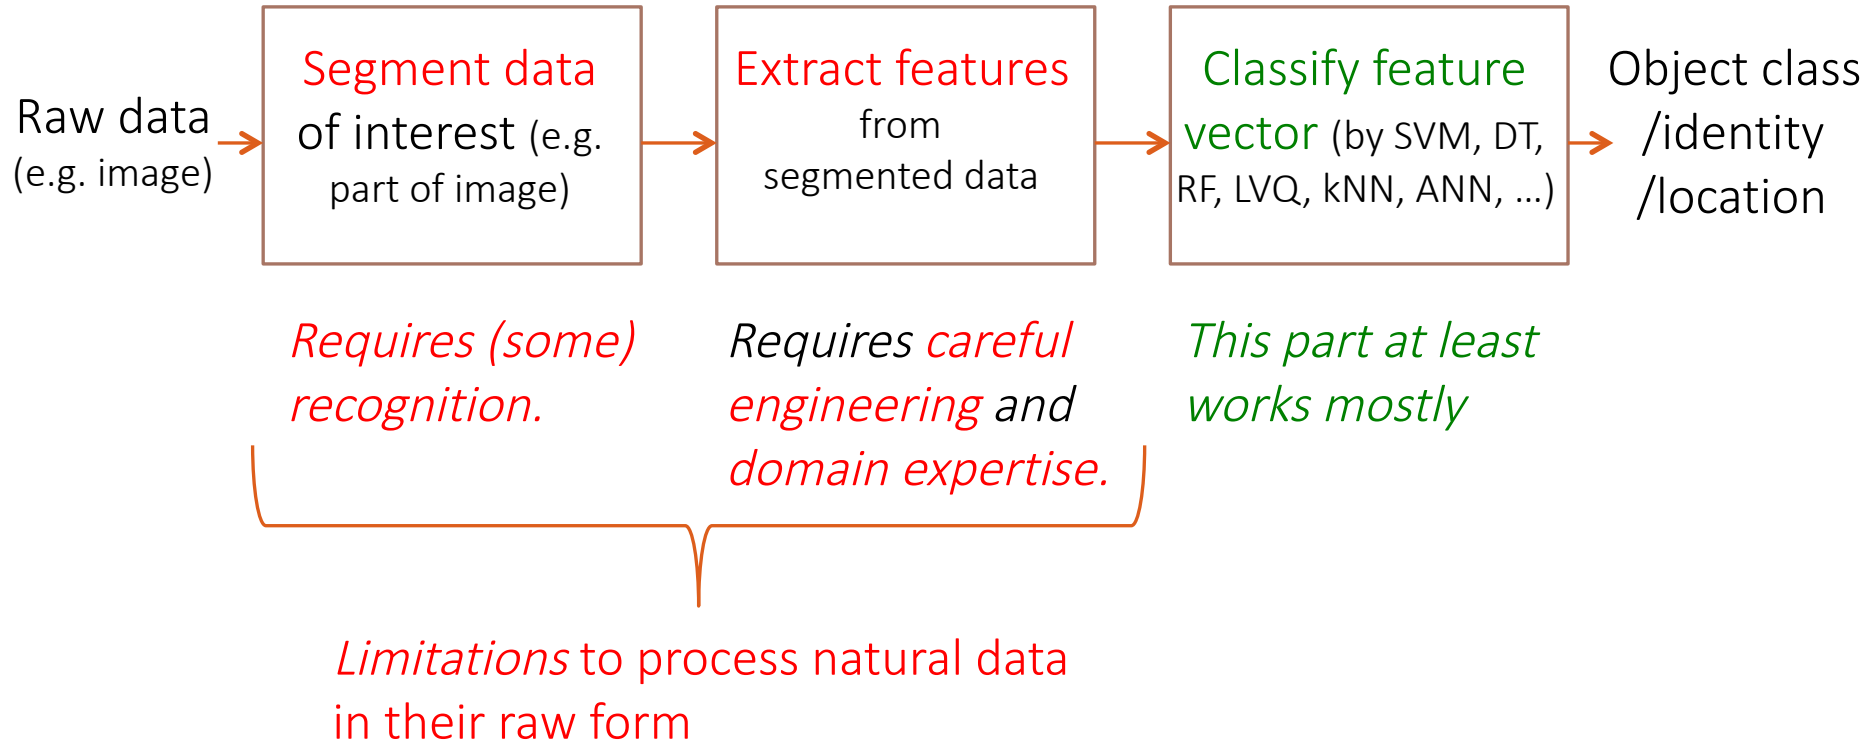 Raw data
(e.g. image)
Segment data
of interest (e.g.
part of image)
Extract features
from
segmented data
Classify feature
vector (by SVM, DT,
RF, LVQ, kNN, ANN, ...)
Object class
/identity
/location
Requires (some)
recognition.
Requires careful
engineering and
domain expertise.
This part at least
works mostly
Limitations to process natural data
in their raw form